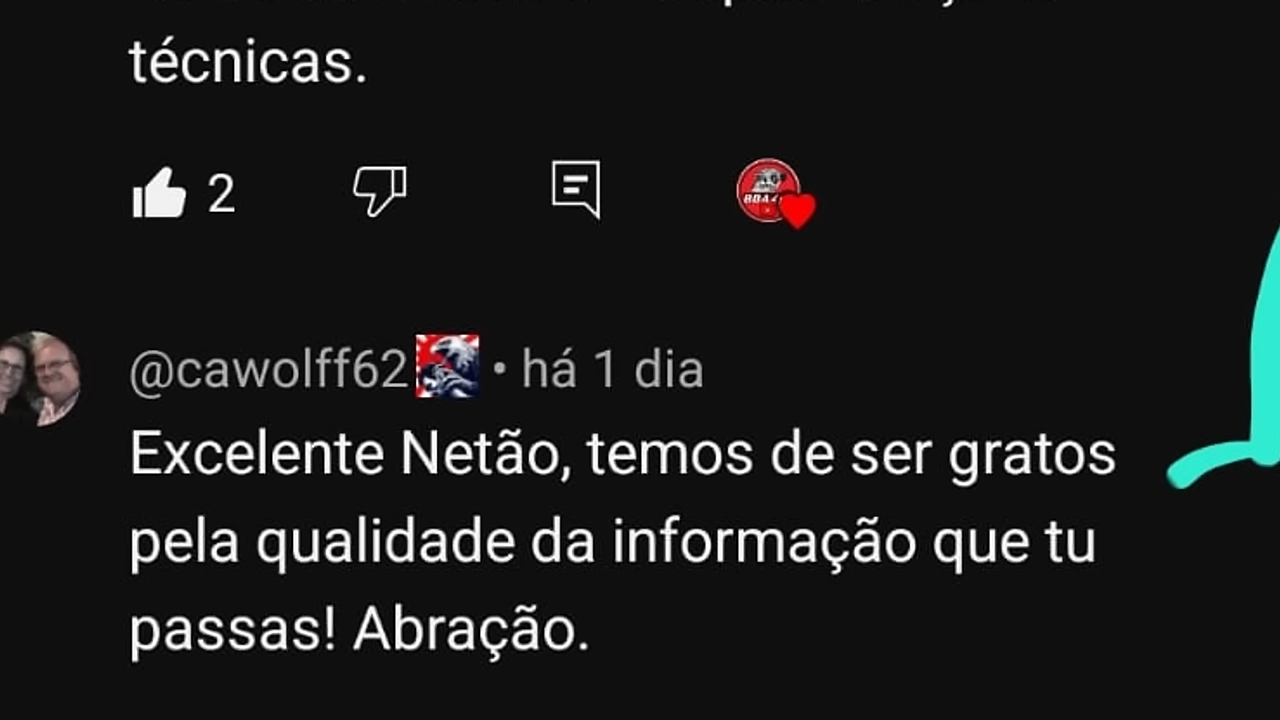 técnicas.
2
@cawolff62 • há 1 dia
Excelente Netão, temos de ser gratos
pela qualidade da informação que tu
passas! Abração.